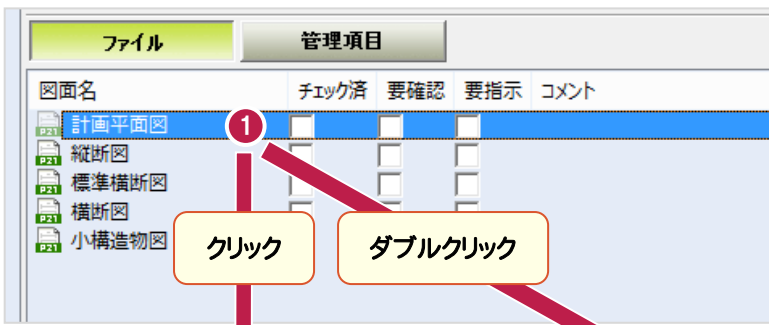 ファイル 管理項目
図面名 チェック済 要確認 要指示 コメント
計画平面図 1
縦断図
標準横断図
横断図
小構造物図
クリック ダブルクリック